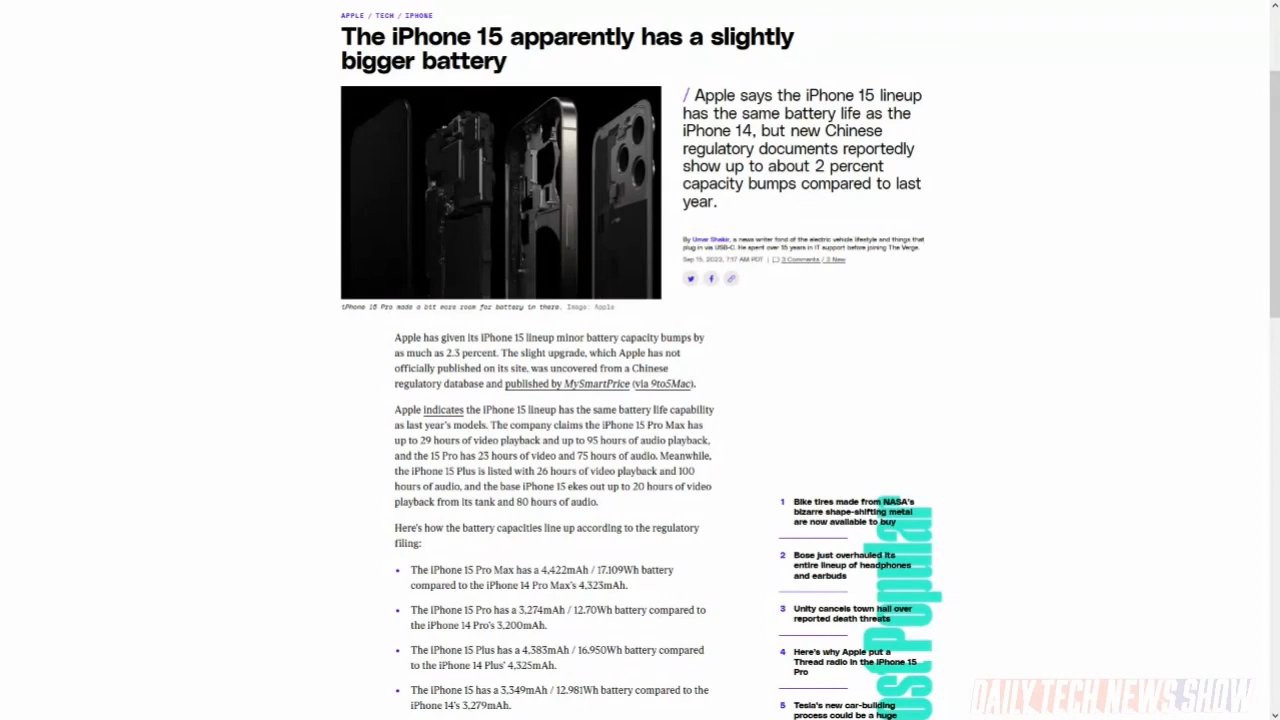 APPLE / TECH / IPHONE
The iPhone 15 apparently has a slightly
bigger battery
/ Apple says the iPhone 15 lineup
has the same battery life as the
iPhone 14, but new Chinese
regulatory documents reportedly
show up to about 2 percent
capacity bumps compared to last
year.
By Umar Shakir, a news writer fond of the electric vehicle lifestyle and things that
plug in via USB-C. He spent over 15 years in IT support before joining The Verge.
Sep 15, 2023, 7:17 AM PDT | 3 Comments / 3 New
iPhone 15 Pro made a bit more room for battery in there. Image: Apple
Apple has given its iPhone 15 lineup minor battery capacity bumps by
as much as 2.3 percent. The slight upgrade, which Apple has not
officially published on its site, was uncovered from a Chinese
regulatory database and published by MySmartPrice (via 9to5Mac).
Apple indicates the iPhone 15 lineup has the same battery life capability
as last year's models. The company claims the iPhone 15 Pro Max has
up to 29 hours of video playback and up to 95 hours of audio playback,
and the 15 Pro has 23 hours of video and 75 hours of audio. Meanwhile,
the iPhone 15 Plus is listed with 26 hours of video playback and 100
hours of audio, and the base iPhone 15 ekes out up to 20 hours of video
playback from its tank and 80 hours of audio.
Here's how the battery capacities line up according to the regulatory
filing:
• The iPhone 15 Pro Max has a 4,422mAh / 17.109Wh battery
compared to the iPhone 14 Pro Max's 4,323mAh.
• The iPhone 15 Pro has a 3,274mAh / 12.70Wh battery compared to
the iPhone 14 Pro's 3,200mAh.
• The iPhone 15 Plus has a 4,383mAh / 16.950Wh battery compared
to the iPhone 14 Plus' 4,325mAh.
• The iPhone 15 has a 3,349mAh / 12.981Wh battery compared to the
iPhone 14's 3,279mAh.
1 Bike tires made from NASA's
bizarre shape-shifting metal
are now available to buy
2 Bose just overhauled its
entire lineup of headphones
and earbuds
3 Unity cancels town hall over
reported death threats
4 Here's why Apple put a
Thread radio in the iPhone 15
Pro
5 Tesla's new car-building
process could be a huge
ost Popular
DAILY TECH NEWS SHOW